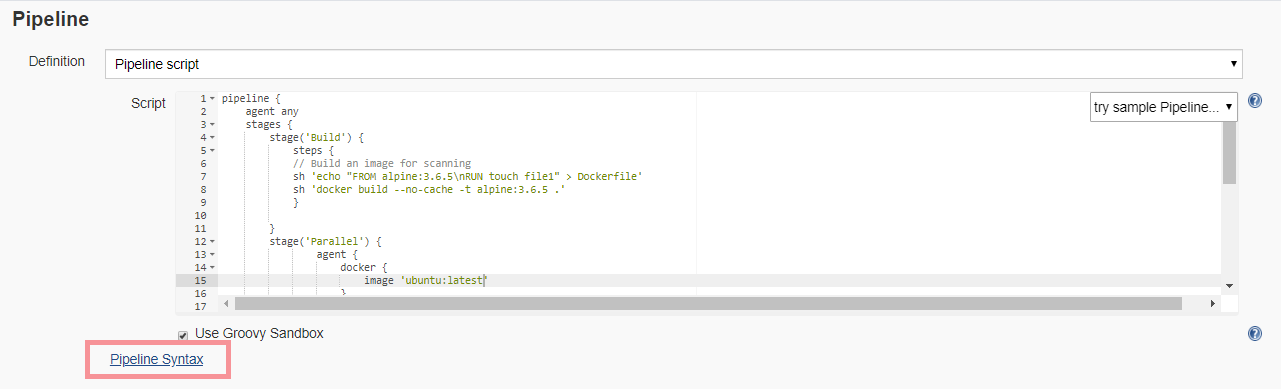 Pipeline
Definition
Pipeline script
Script
try sample Pipeline...
1 pipeline {
2     agent any
3     stages {
4         stage('Build') {
5             steps {
6             // Build an image for scanning
7             sh 'echo "FROM alpine:3.6.5\nRUN touch file1" > Dockerfile'
8             sh 'docker build --no-cache -t alpine:3.6.5 .'
9             }
10
11         }
12         stage('Parallel') {
13                 agent {
14                     docker {
15                         image 'ubuntu:latest'
16                     }
17
Use Groovy Sandbox
Pipeline Syntax